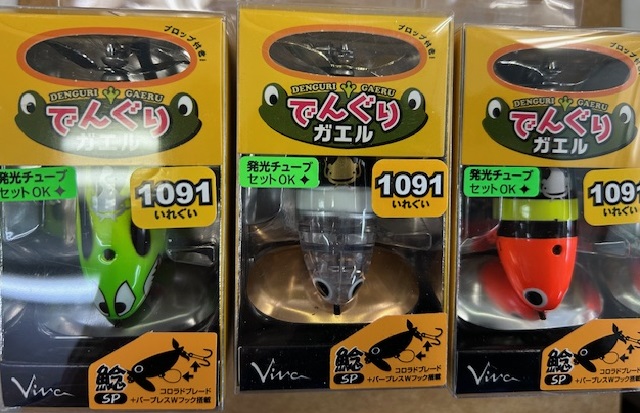 プロップ付き!
DENGURI GAERU
でんぐり
ガエル
発光チューブ
セットOK
1091
いれぐい
鯰
SP
コロラドブレード
+バーブレスWフック搭載
Viva
プロップ付き!
DENGURI GAERU
でんぐり
ガエル
発光チューブ
セットOK
1091
いれぐい
鯰
SP
コロラドブレード
+バーブレスWフック搭載
Viva
プロップ付き!
DENGURI GAERU
でんぐり
ガエル
発光チューブ
セットOK
1091
いれぐい
鯰
SP
コロラドブレード
+バーブレスWフック搭載
Viva